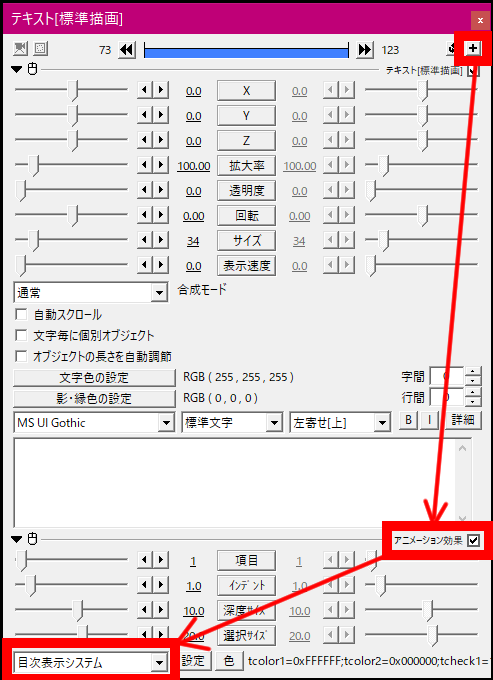 テキスト[標準描画]
x
73
123
+
テキスト[標準描画]
0.0 X 0.0
0.0 Y 0.0
0.0 Z 0.0
100.00 拡大率 100.00
0.0 透明度 0.0
0.00 回転 0.00
34 サイズ 34
0.0 表示速度 0.0
通常 合成モード
自動スクロール
文字毎に個別オブジェクト
オブジェクトの長さを自動調節
文字色の設定 RGB ( 255 , 255 , 255 ) 字間
影・縁色の設定 RGB ( 0 , 0 , 0 ) 行間
MS UI Gothic 標準文字 左寄せ[上] B I 詳細
アニメーション効果
1 項目 1
1.0 インデント 1.0
10.0 深度サイズ 10.0
20.0 選択サイズ 20.0
目次表示システム 設定 色 tcolor1=0xFFFFFF;tcolor2=0x000000;tcheck1=